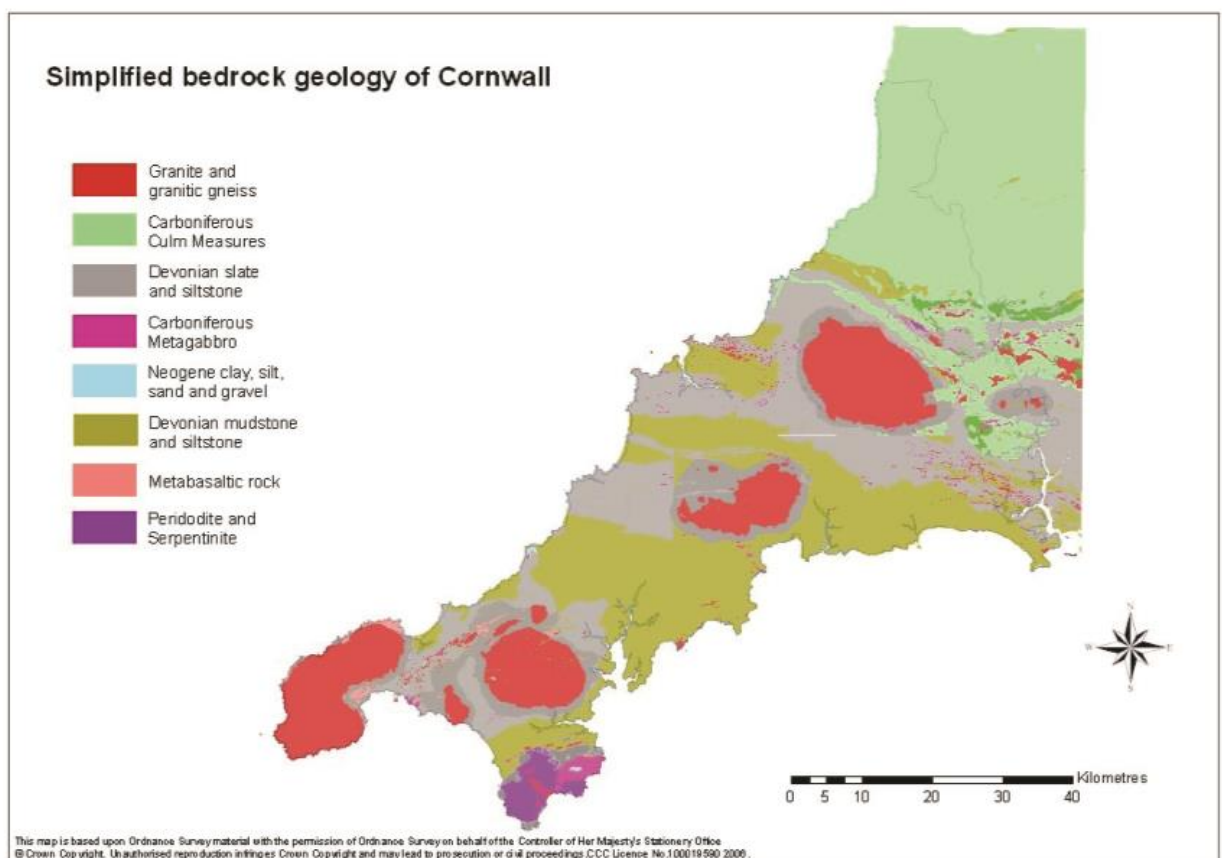 Simplified bedrock geology of Cornwall
Granite and
granitic gneiss
Carboniferous
Culm Measures
Devonian slate
and siltstone
Carboniferous
Metagabbro
Neogene clay, silt,
sand and gravel
Devonian mudstone
and siltstone
Metabasaltic rock
Peridodite and
Serpentinite
N
W E
S
Kilometres
0 5 10 20 30 40
This map is based upon Ordnance Survey material with the permission of Ordnance Survey on behalf of the Controller of Her Majesty's Stationery Office
© Crown Copyright. Unauthorised reproduction infringes Crown Copyright and may lead to prosecution or civil proceedings.CCC Licence No.100019590 2006.